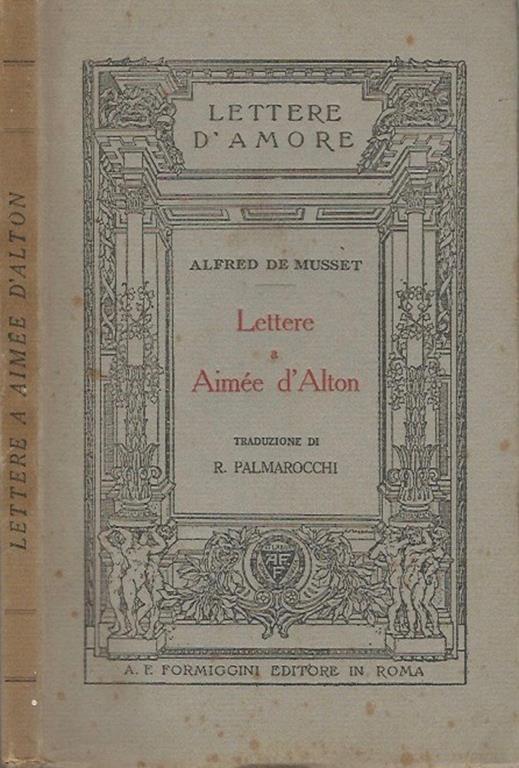 LETTERE A AIMÉE D'ALTON
LETTERE
D'AMORE
ALFRED DE MUSSET
Lettere
a
Aimée d'Alton
TRADUZIONE DI
R. PALMAROCCHI
A. F. FORMIGGINI EDITORE IN ROMA